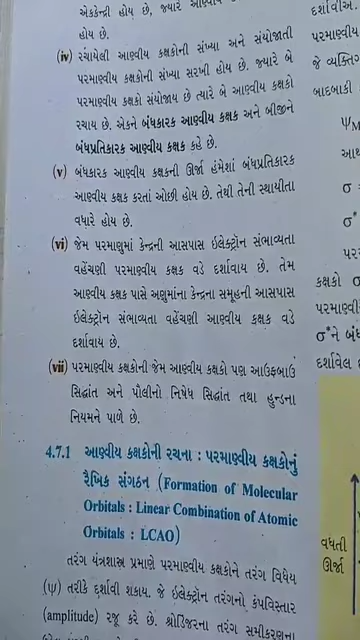 એકકેન્દ્રી હોય છે, જ્યારે આણ્વીય
હોય છે.
(iv) રચાયેલી આણ્વીય કક્ષકોની સંખ્યા અને સંયોજાતી
પરમાણ્વીય કક્ષકોની સંખ્યા સરખી હોય છે. જ્યારે બે
પરમાણ્વીય કક્ષકો સંયોજાય છે ત્યારે બે આણ્વીય કક્ષકો
રચાય છે. એકને બંધકારક આણ્વીય કક્ષક અને બીજીને
બંધપ્રતિકારક આણ્વીય કક્ષક કહે છે.
(v) બંધકારક આણ્વીય કક્ષકની ઊર્જા હંમેશાં બંધપ્રતિકારક
આણ્વીય કક્ષક કરતાં ઓછી હોય છે. તેથી તેની સ્થાયીતા
વધારે હોય છે.
(vi) જેમ પરમાણુમાં કેન્દ્રની આસપાસ ઇલેક્ટ્રૉન સંભાવ્યતા
વહેંચણી પરમાણ્વીય કક્ષક વડે દર્શાવાય છે. તેમ
આણ્વીય કક્ષક પાસે અણુમાંના કેન્દ્રના સમૂહની આસપાસ
ઇલેક્ટ્રૉન સંભાવ્યતા વહેંચણી આણ્વીય કક્ષક વડે
દર્શાવાય છે.
(vii) પરમાણ્વીય કક્ષકોની જેમ આણ્વીય કક્ષકો પણ આઉફબાઉ
સિદ્ધાંત અને પૌલીનો નિષેધ સિદ્ધાંત તથા હુન્ડના
નિયમને પાળે છે.
4.7.1 આણ્વીય કક્ષકોની રચના : પરમાણ્વીય કક્ષકોનું
રૈખિક સંગઠન (Formation of Molecular
Orbitals : Linear Combination of Atomic
Orbitals : LCAO)
તરંગ યંત્રશાસ્ત્ર પ્રમાણે પરમાણ્વીય કક્ષકોને તરંગ વિધેય
(ψ) તરીકે દર્શાવી શકાય. જે ઇલેક્ટ્રૉન તરંગનો કંપવિસ્તાર
(amplitude) રજૂ કરે છે. શ્રોડિંજરના તરંગ સમીકરણના
દર્શાવીએ.
પરમાણ્વીય
જે વ્યક્તિગ
બાદબાકી
ψM
આથ
σ
σ*
પર
કક્ષકો σ
પરમાણ્વી
σ*ને બં
દર્શાવેલ
વધતી
ઊર્જા